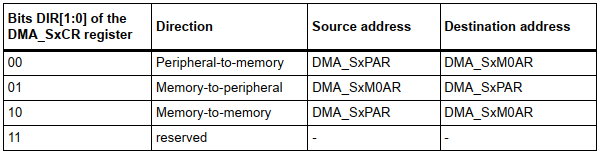 Bits DIR[1:0] of the DMA_SxCR register Direction Source address Destination address
00 Peripheral-to-memory DMA_SxPAR DMA_SxM0AR
01 Memory-to-peripheral DMA_SxM0AR DMA_SxPAR
10 Memory-to-memory DMA_SxPAR DMA_SxM0AR
11 reserved - -